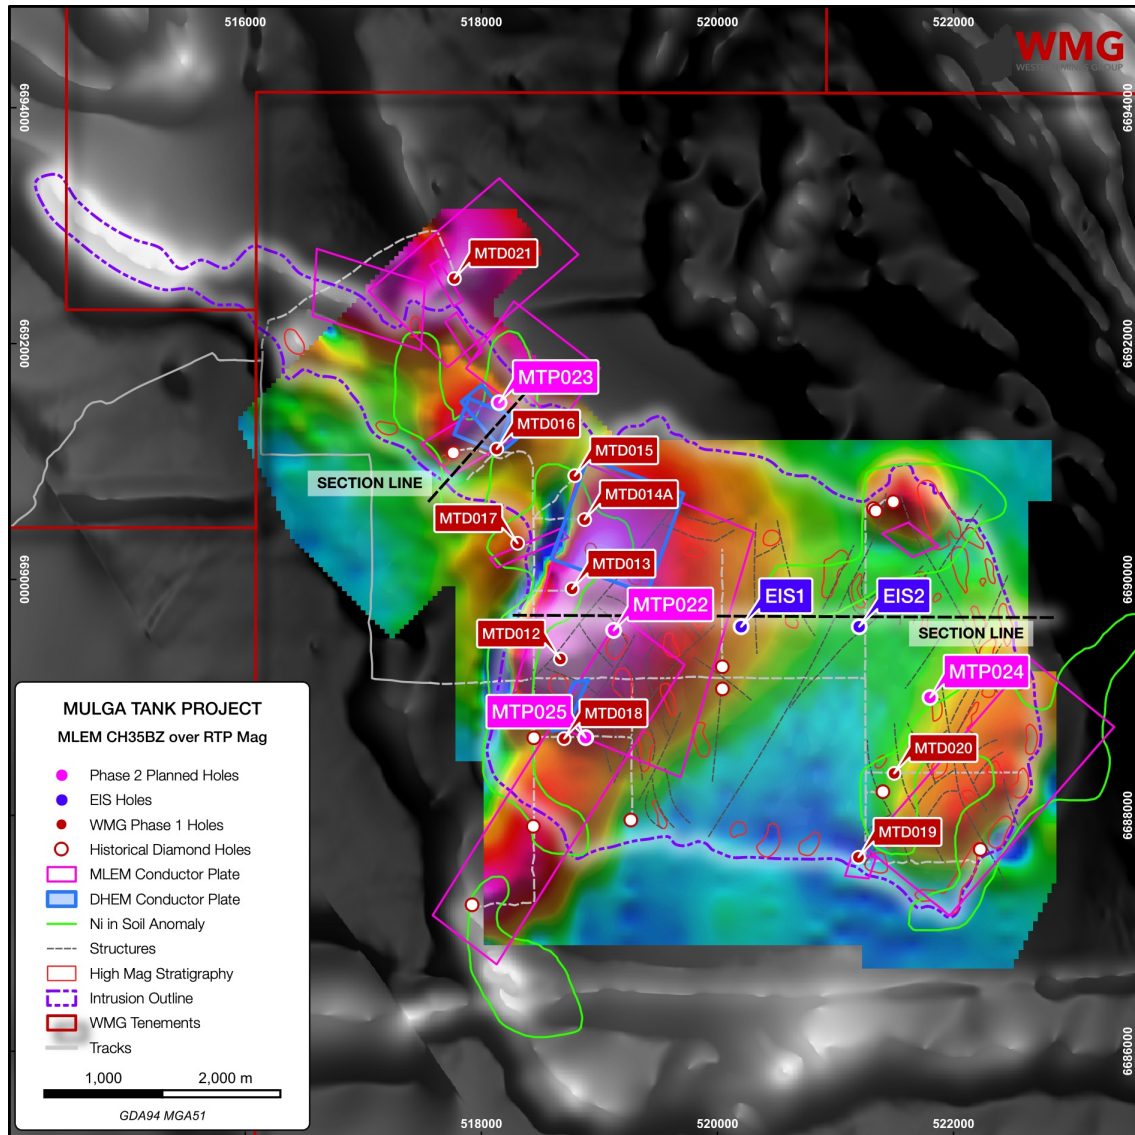 516000
518000
520000
522000
WMG
6694000
6694000
MTD021
6692000
6692000
MTP023
MTD016
MTD015
SECTION LINE
MTD014A
MTD017
MTD013
6690000
6690000
MTP022
EIS1
EIS2
MTD012
SECTION LINE
MTP024
MTP025
MTD018
MTD020
MTD019
6688000
6686000
MULGA TANK PROJECT
MLEM CH35BZ over RTP Mag
Phase 2 Planned Holes
EIS Holes
WMG Phase 1 Holes
Historical Diamond Holes
MLEM Conductor Plate
DHEM Conductor Plate
Ni in Soil Anomaly
Structures
High Mag Stratigraphy
Intrusion Outline
WMG Tenements
Tracks
1,000 2,000 m
GDA94 MGA51
518000
520000
522000